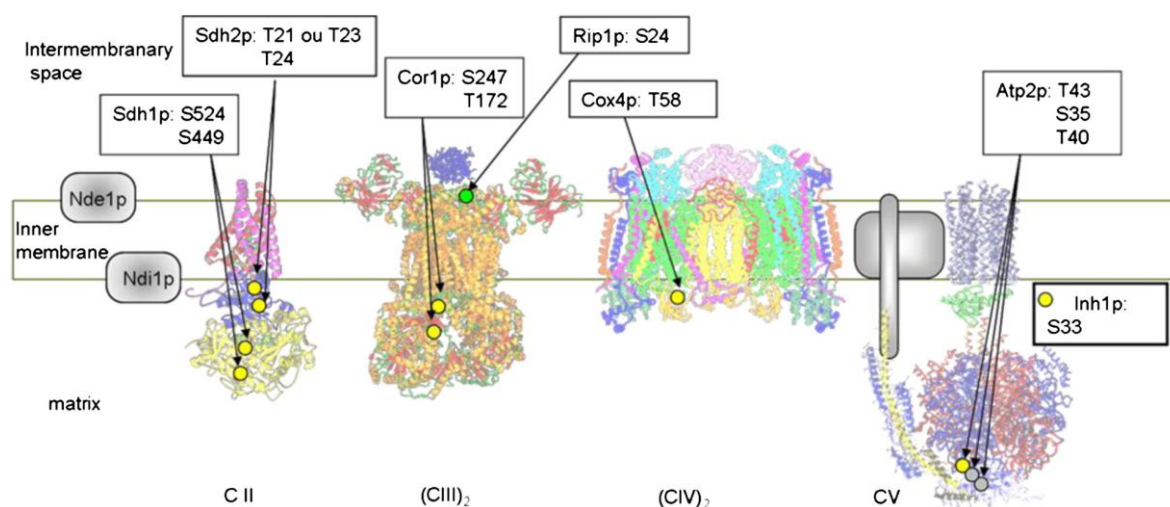 Intermembranary
space
Sdh2p: T21 ou T23
T24
Rip1p: S24
Cor1p: S247
T172
Cox4p: T58
Atp2p: T43
S35
T40
Sdh1p: S524
S449
Nde1p
Inner
membrane
Ndi1p
Inh1p:
S33
matrix
C II
(CIII)₂
(CIV)₂
CV